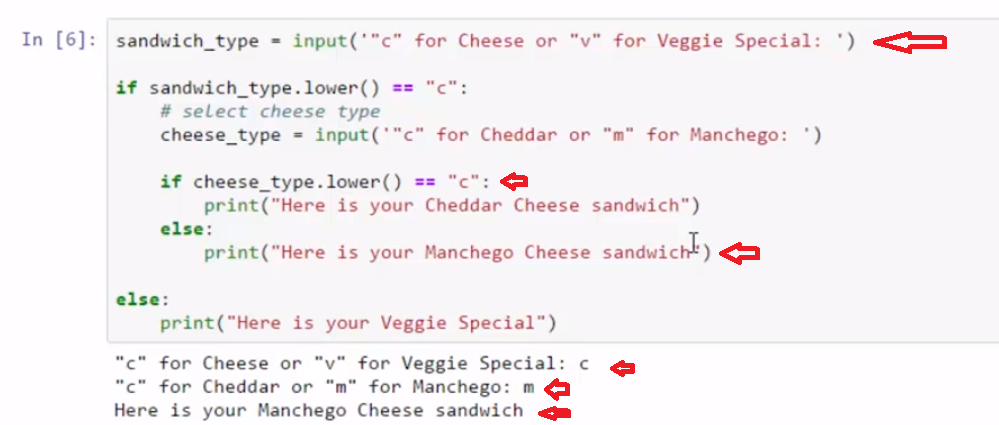 In [6]: sandwich_type = input('"c" for Cheese or "v" for Veggie Special: ')
if sandwich_type.lower() == "c":
# select cheese type
cheese_type = input('"c" for Cheddar or "m" for Manchego: ')
if cheese_type.lower() == "c":
print("Here is your Cheddar Cheese sandwich")
else:
print("Here is your Manchego Cheese sandwich")
else:
print("Here is your Veggie Special")
"c" for Cheese or "v" for Veggie Special: c
"c" for Cheddar or "m" for Manchego: m
Here is your Manchego Cheese sandwich